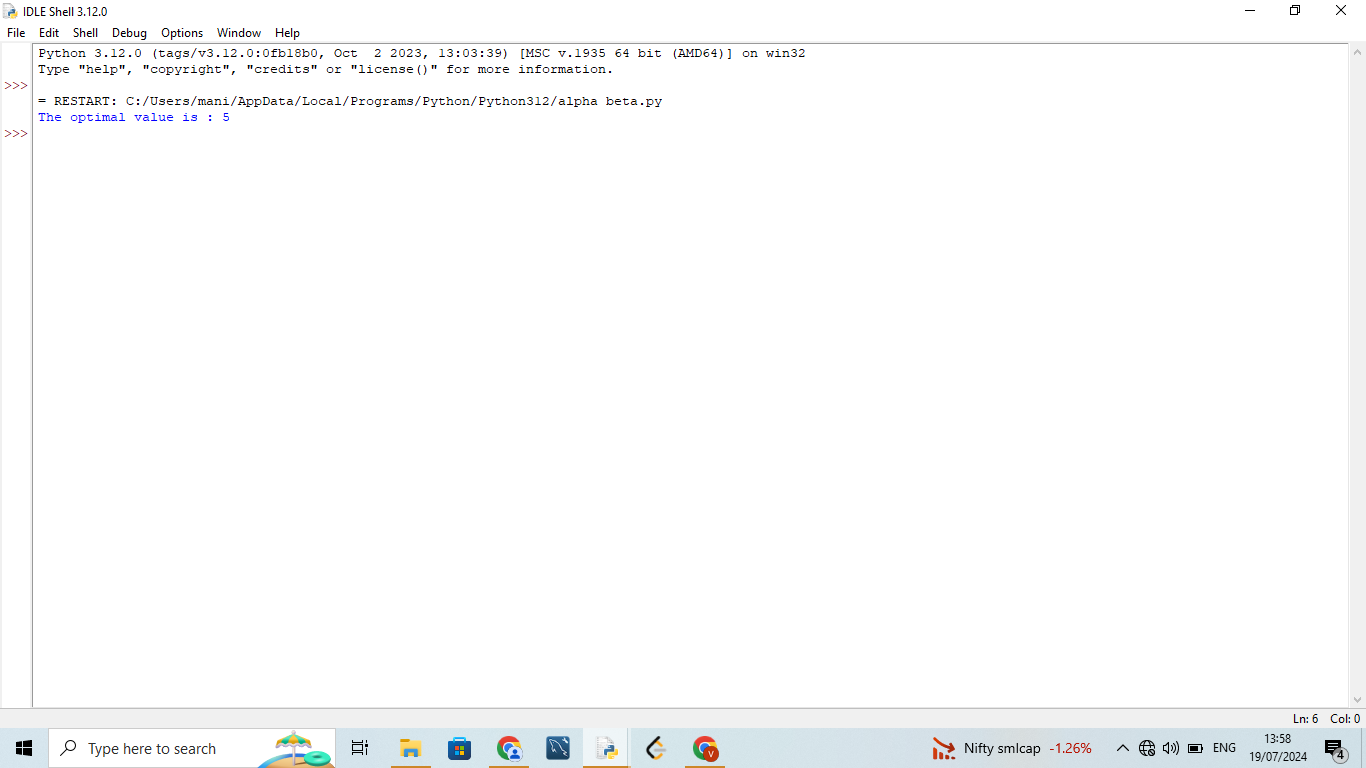 IDLE Shell 3.12.0
File Edit Shell Debug Options Window Help
Python 3.12.0 (tags/v3.12.0:0fb18b0, Oct  2 2023, 13:03:39) [MSC v.1935 64 bit (AMD64)] on win32
Type "help", "copyright", "credits" or "license()" for more information.
>>>
= RESTART: C:/Users/mani/AppData/Local/Programs/Python/Python312/alpha beta.py
The optimal value is : 5
>>>
Ln: 6 Col: 0
Type here to search
Nifty smlcap -1.26%
ENG
13:58
19/07/2024
4
V